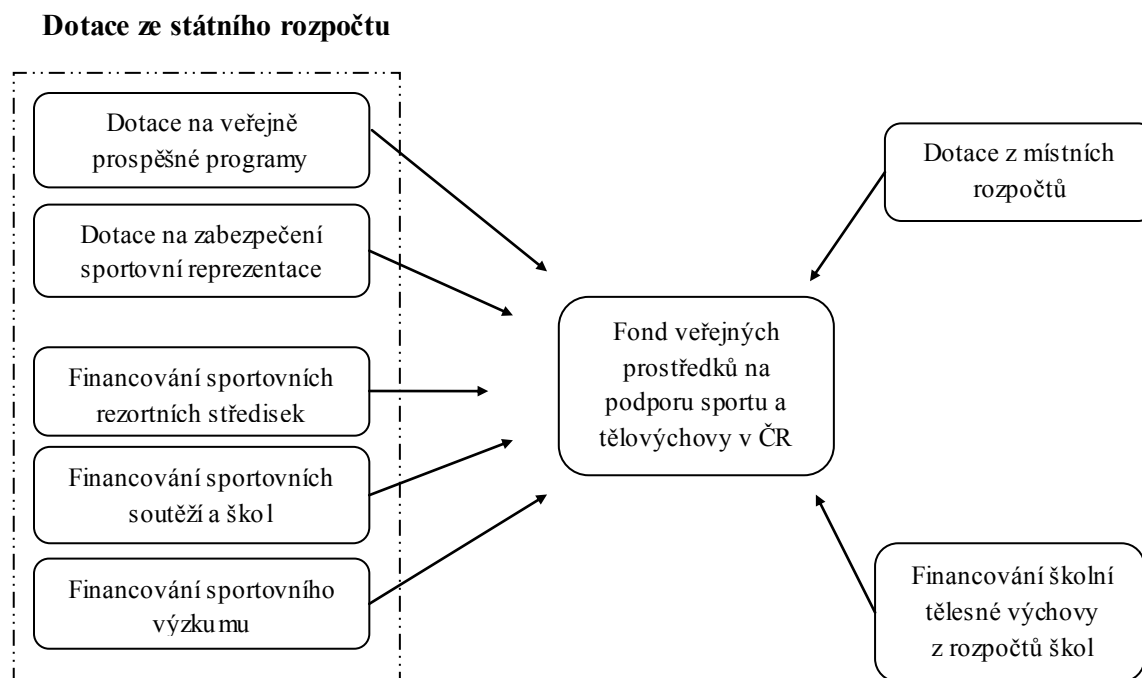 Dotace ze státního rozpočtu
Dotace na veřejně
prospěšné programy
Dotace na zabezpečení
sportovní reprezentace
Financování sportovních
rezortních středisek
Financování sportovních
soutěží a škol
Financování sportovního
výzkumu
Fond veřejných
prostředků na
podporu sportu a
tělovýchovy v ČR
Dotace z místních
rozpočtů
Financování školní
tělesné výchovy
z rozpočtů škol